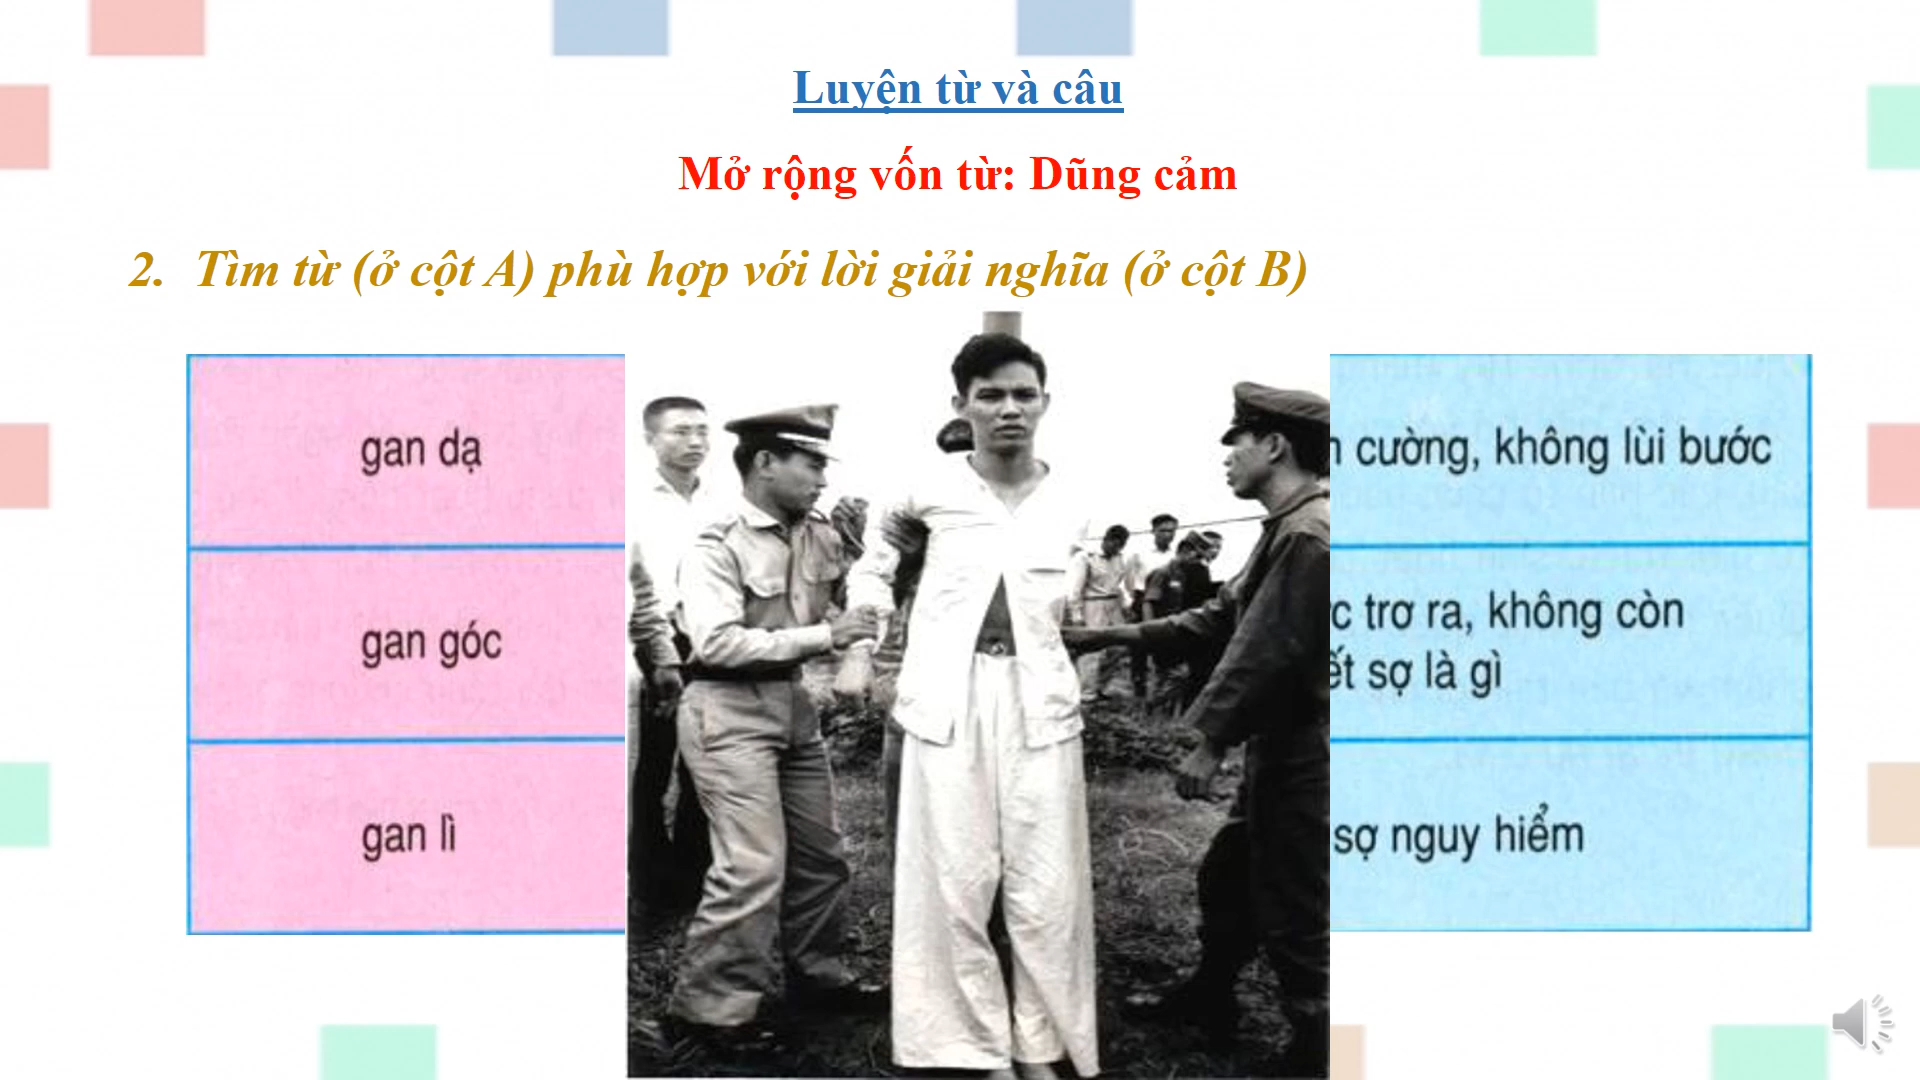 Luyện từ và câu
Mở rộng vốn từ: Dũng cảm
2. Tìm từ (ở cột A) phù hợp với lời giải nghĩa (ở cột B)
gan dạ
cường, không lùi bước
gan góc
trơ ra, không còn
sợ là gì
gan lì
sợ nguy hiểm